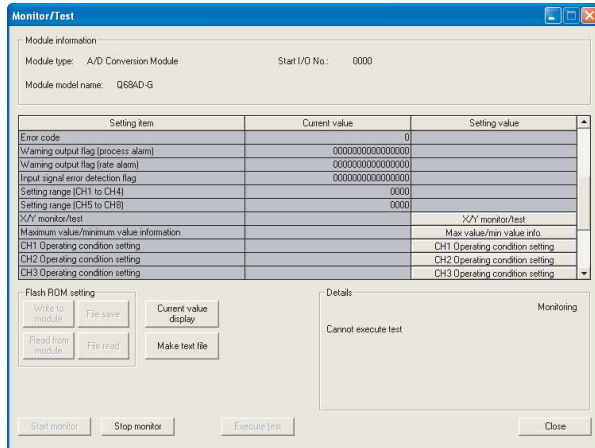 Monitor/Test
Module information
Module type: A/D Conversion Module Start I/O No.: 0000
Module model name: Q68AD-G
Setting item Current value Setting value
Error code 0
Warning output flag (process alarm) 0000000000000000
Warning output flag (rate alarm) 0000000000000000
Input signal error detection flag 0000000000000000
Setting range (CH1 to CH4) 0000
Setting range (CH5 to CH8) 0000
X/Y monitor/test X/Y monitor/test
Maximum value/minimum value information Max value/min value info.
CH1 Operating condition setting CH1 Operating condition setting
CH2 Operating condition setting CH2 Operating condition setting
CH3 Operating condition setting CH3 Operating condition setting
Flash ROM setting
Write to module
File save
Read from module
File read
Current value display
Make text file
Details
Monitoring
Cannot execute test
Start monitor Stop monitor Execute test Close